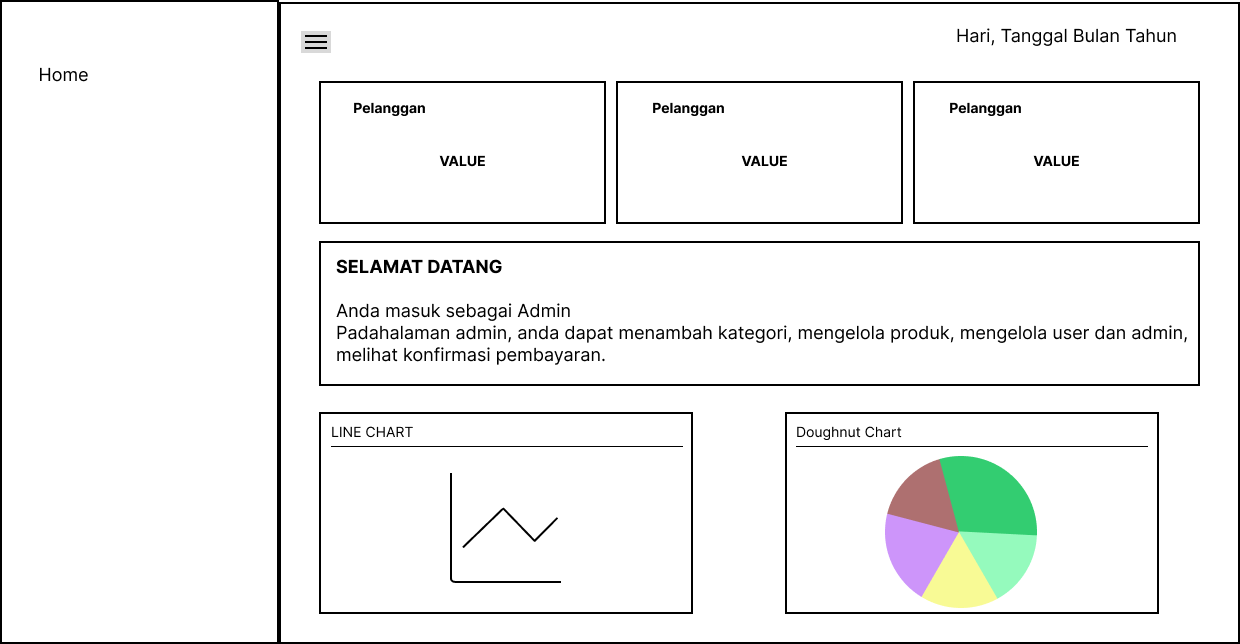 Home
Hari, Tanggal Bulan Tahun
Pelanggan
VALUE
Pelanggan
VALUE
Pelanggan
VALUE
SELAMAT DATANG
Anda masuk sebagai Admin
Padahalaman admin, anda dapat menambah kategori, mengelola produk, mengelola user dan admin,
melihat konfirmasi pembayaran.
LINE CHART
Doughnut Chart